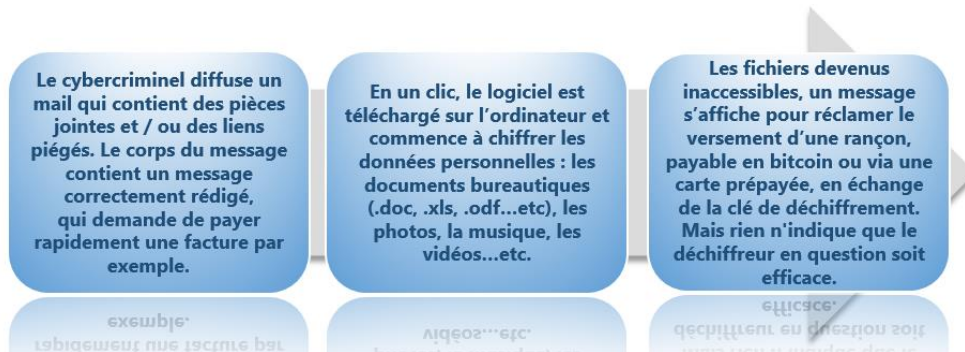 Le cybercriminel diffuse un
mail qui contient des pièces
jointes et / ou des liens
piégés. Le corps du message
contient un message
correctement rédigé,
qui demande de payer
rapidement une facture par
exemple.
En un clic, le logiciel est
téléchargé sur l’ordinateur et
commence à chiffrer les
données personnelles : les
documents bureautiques
(.doc, .xls, .odf...etc), les
photos, la musique, les
vidéos...etc.
Les fichiers devenus
inaccessibles, un message
s’affiche pour réclamer le
versement d’une rançon,
payable en bitcoin ou via une
carte prépayée, en échange
de la clé de déchiffrement.
Mais rien n'indique que le
déchiffreur en question soit
efficace.